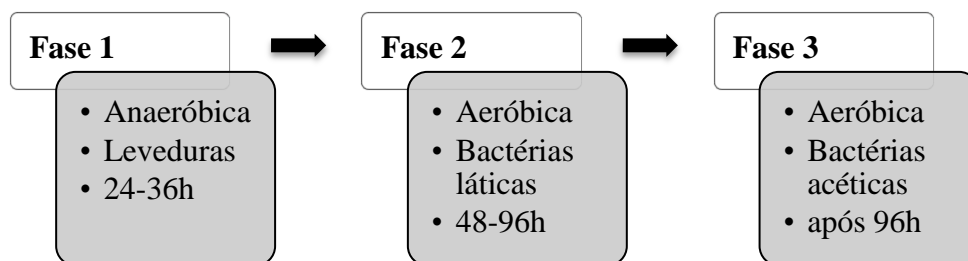 Fase 1
• Anaeróbica
• Leveduras
• 24-36h
Fase 2
• Aeróbica
• Bactérias
láticas
• 48-96h
Fase 3
• Aeróbica
• Bactérias
acéticas
• após 96h